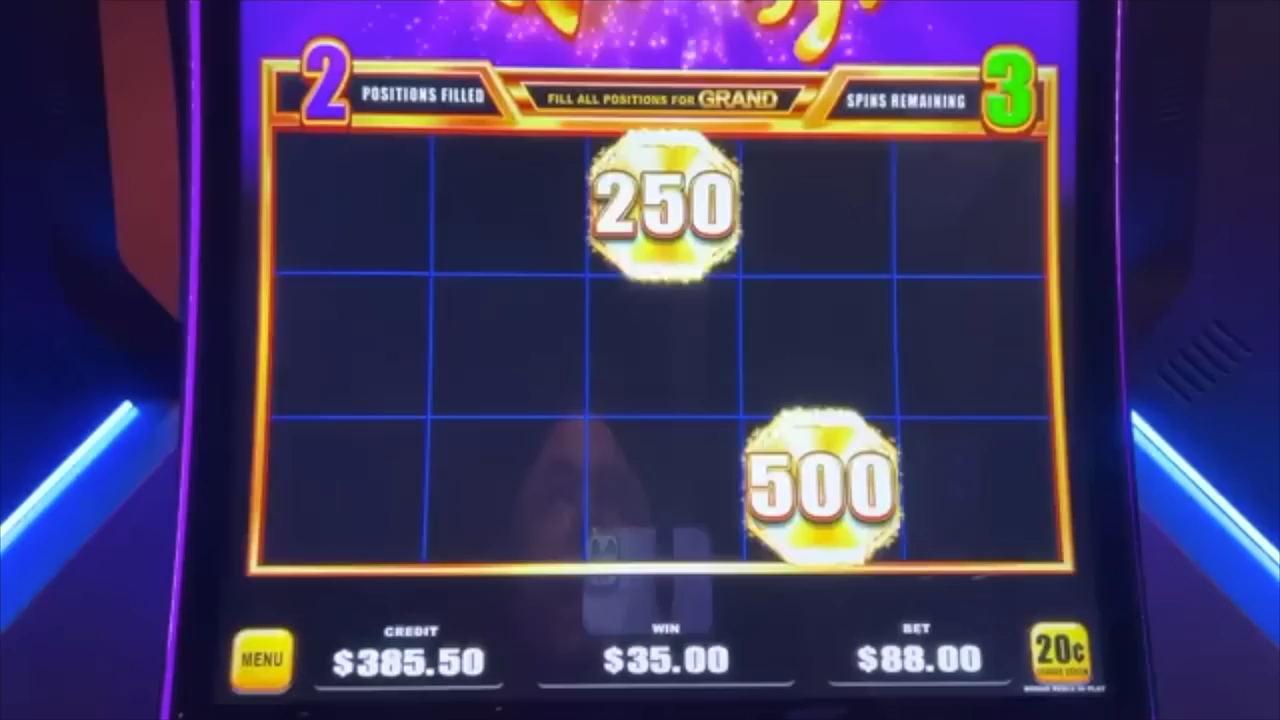 2 POSITIONS FILLED
FILL ALL POSITIONS FOR GRAND
SPINS REMAINING 3
250
500
MENU
CREDIT
$385.50
WIN
$35.00
BET
$88.00
20c